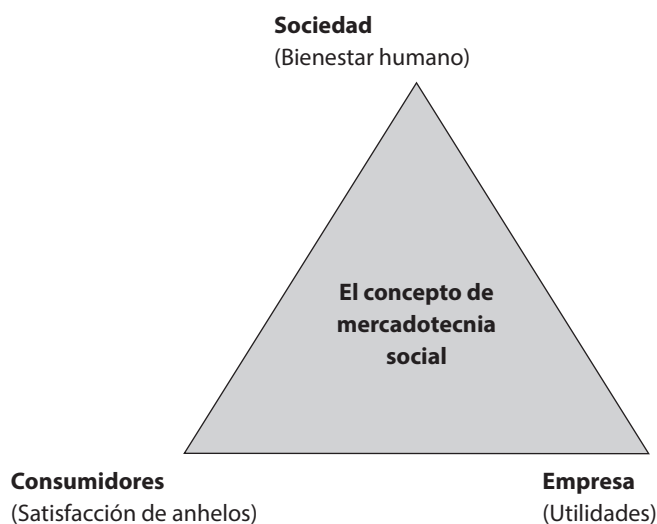 Sociedad
(Bienestar humano)
El concepto de
mercadotecnia
social
Consumidores
(Satisfacción de anhelos)
Empresa
(Utilidades)